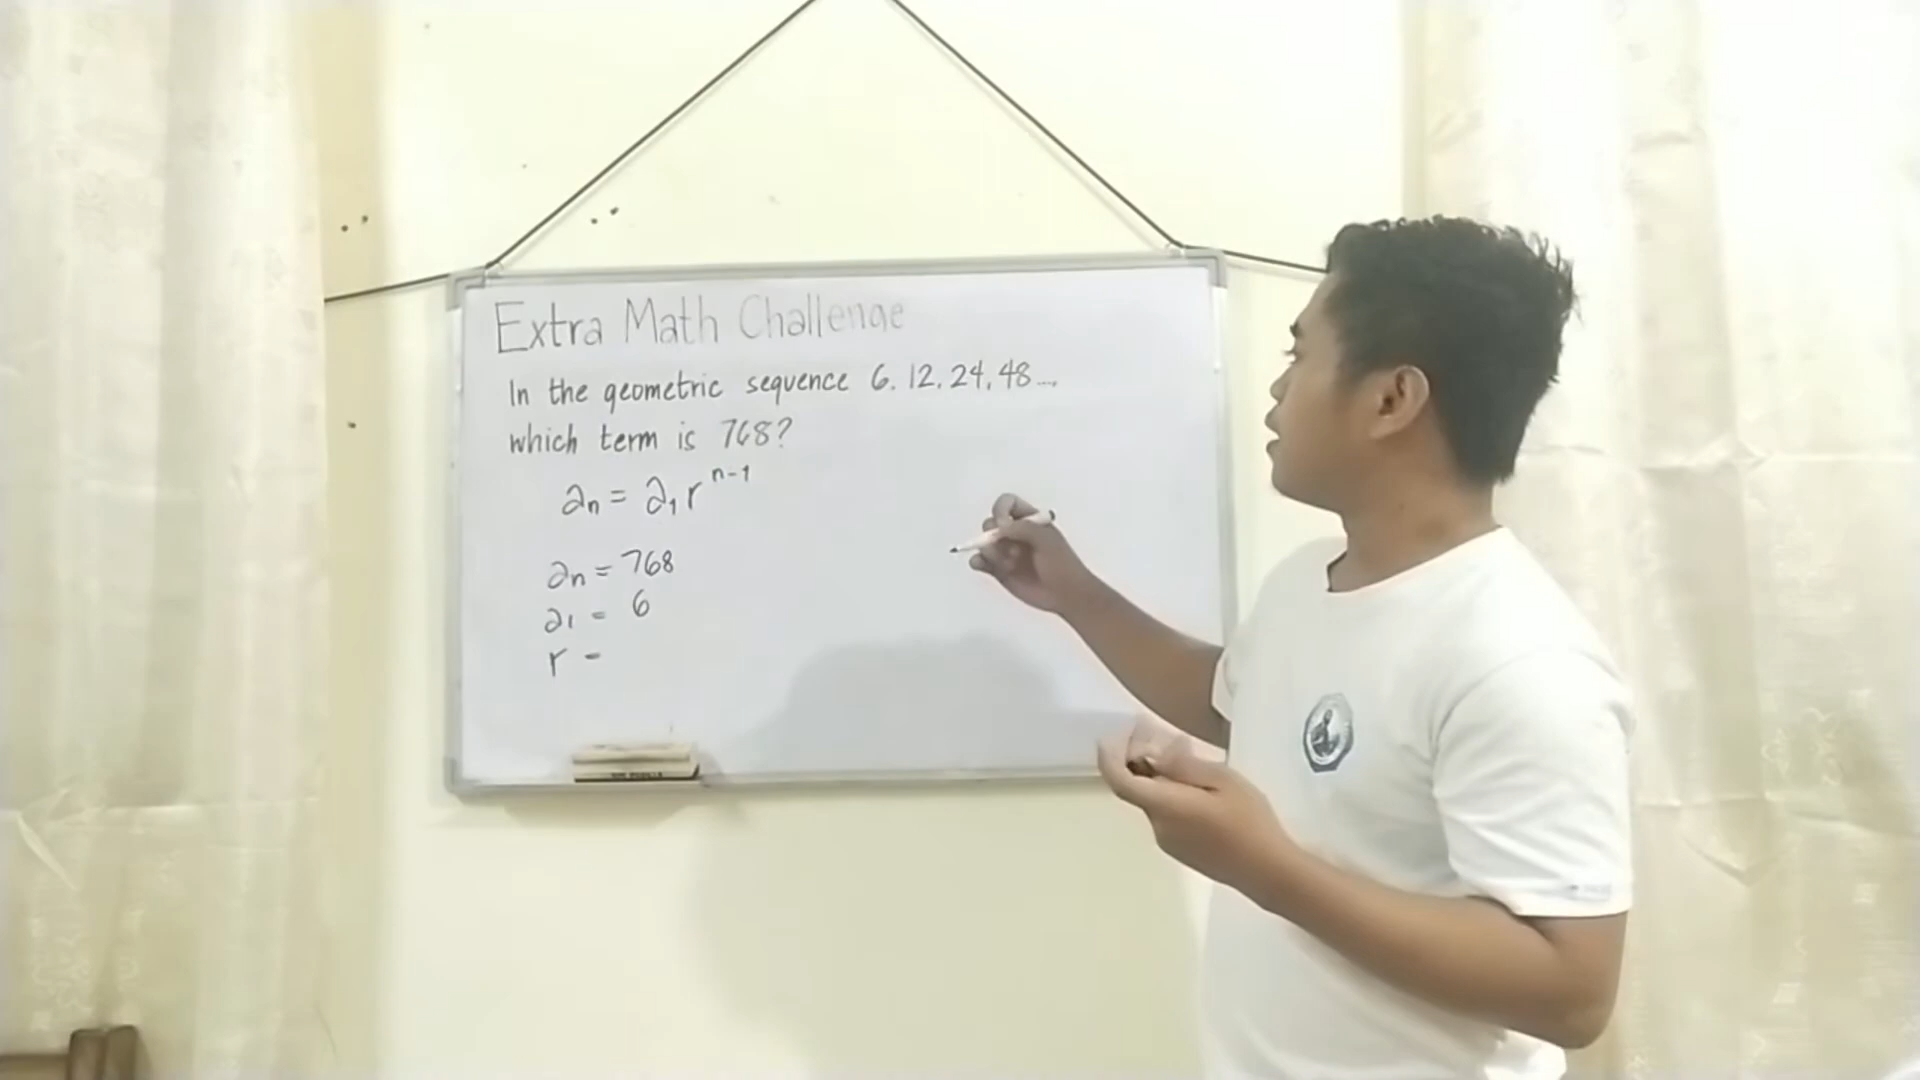 Extra Math Challenge
In the geometric sequence 6, 12, 24, 48....
which term is 768?
aₙ = a₁ rⁿ⁻¹
aₙ = 768
a₁ = 6
r =